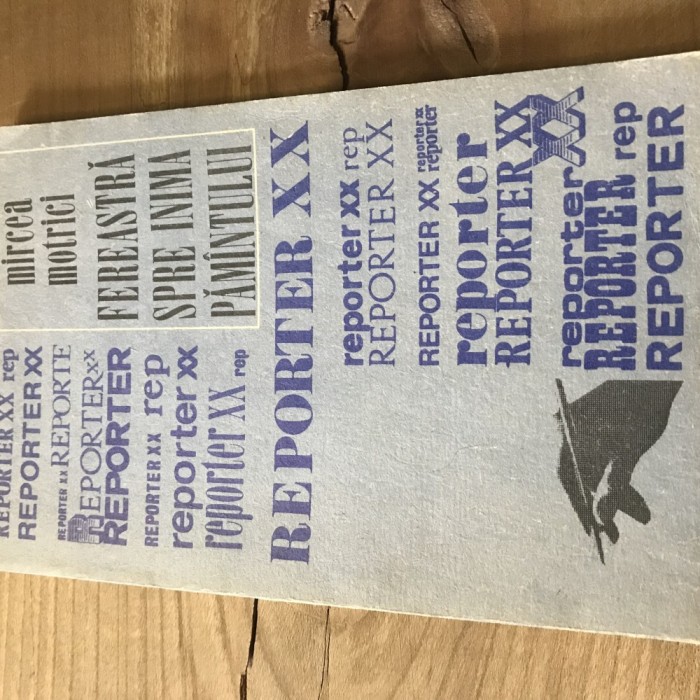 REPORTER XX rep
REPORTER XX
REPORTER XX REPORTE
REPORTER XX
REPORTER
REPORTER XX rep
reporter XX
reporter XX rep
mircea
motrici
FEREASTRĂ
SPRE INIMA
PĂMÎNTULUI
REPORTER XX
reporter XX rep
REPORTER XX
reporter XX
REPORTER XX reporter
reporter
REPORTER XX
reporter XX
REPORTER rep
REPORTER